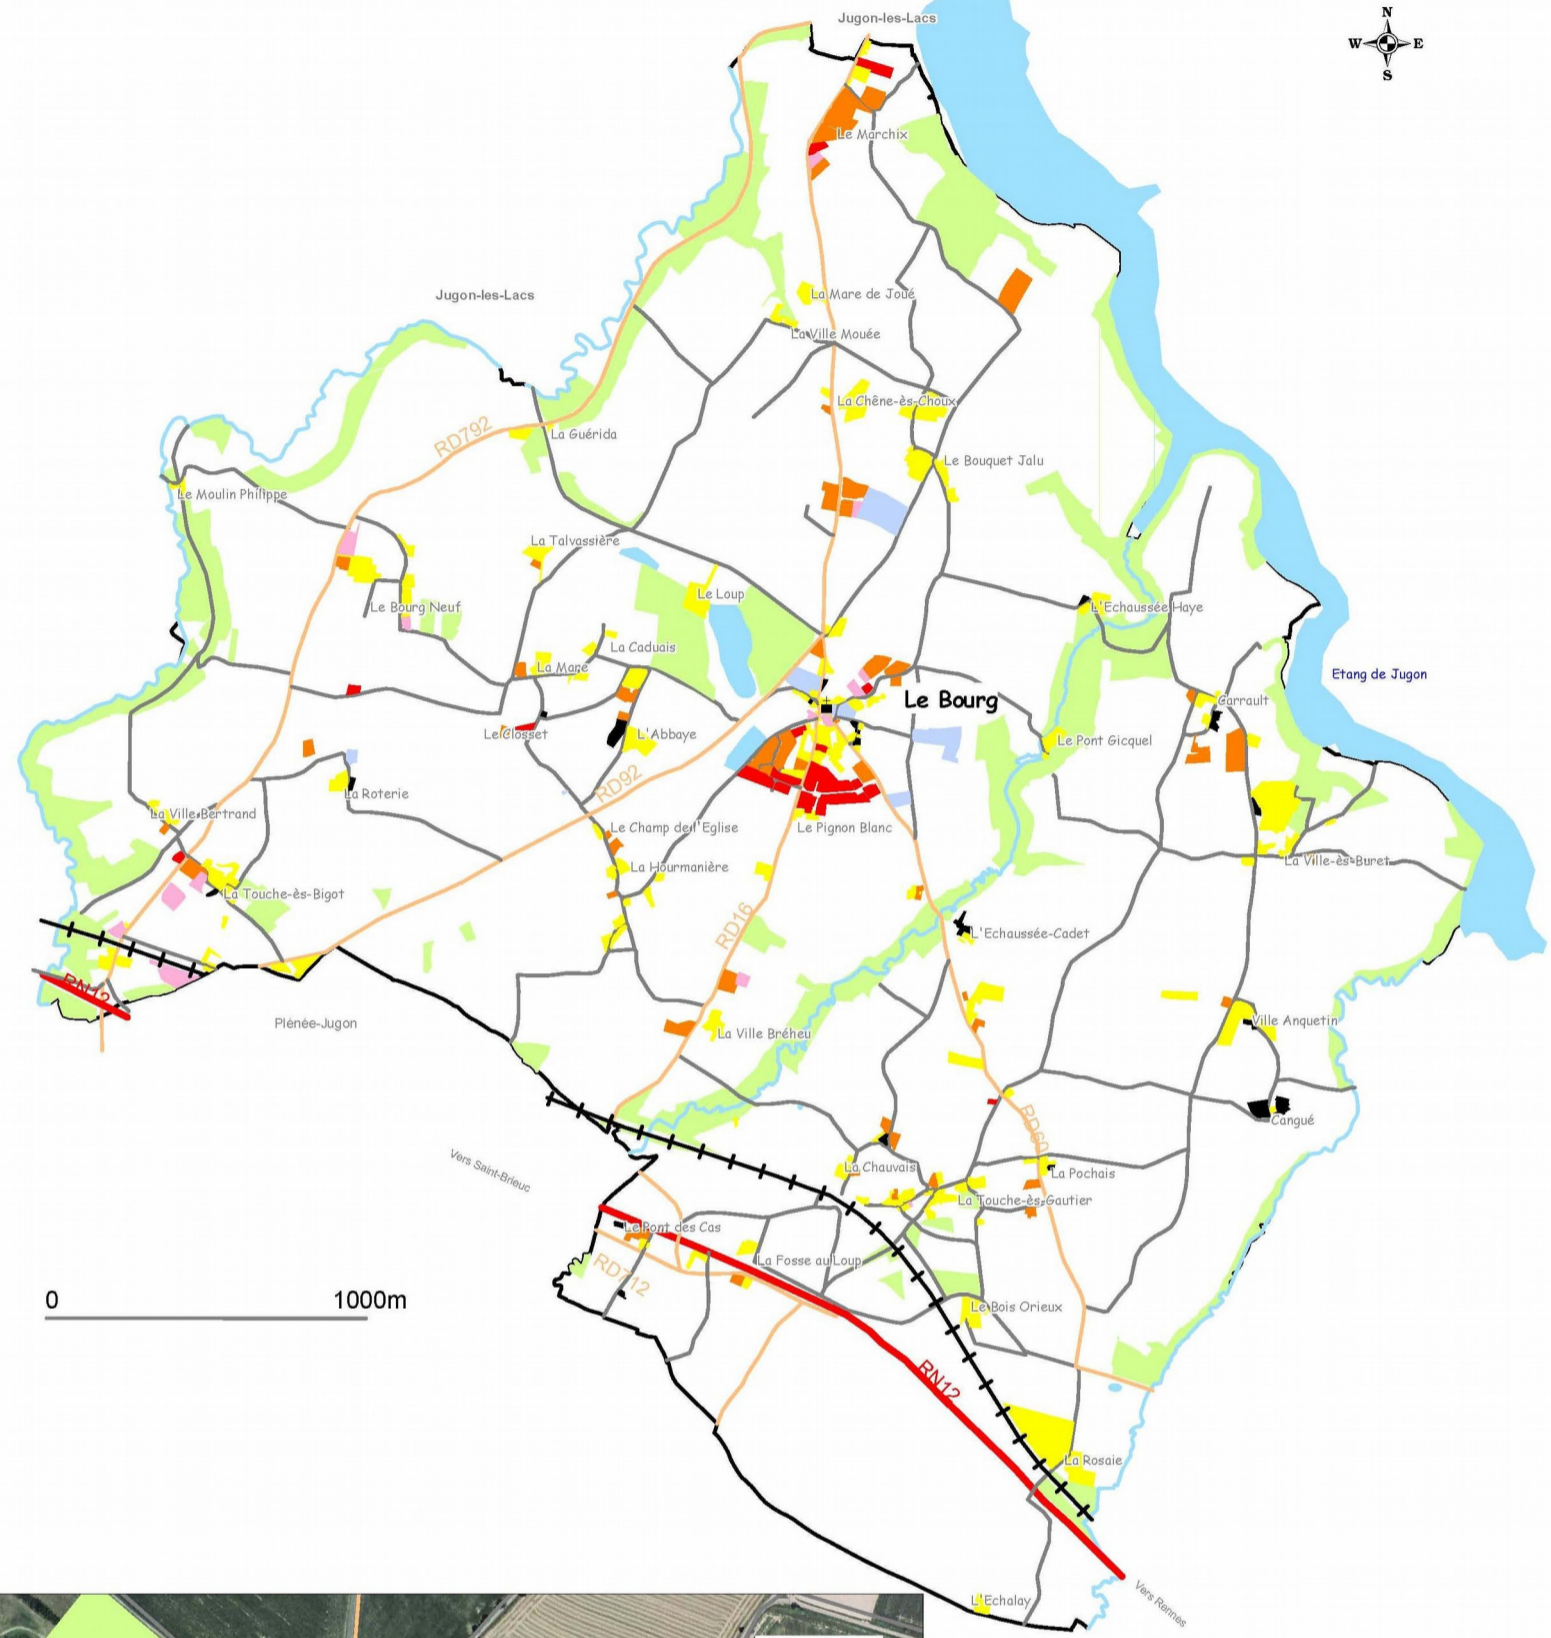 Jugon-les-Lacs
N
W E
S
Le Marchix
La Mare de Joué
Jugon-les-Lacs
La Ville Mouée
La Chêne-ès-Choux
RD792
La Guérida
Le Bouquet Jalu
Le Moulin Philippe
La Talvassière
Le Loup
Le Bourg Neuf
L'Echaussée Haye
La Caduais
La Mare
Etang de Jugon
Le Bourg
Carrault
Le Closset
L'Abbaye
Le Pont Gicquel
RD92
La Roterie
La Ville Bertrand
Le Champ de l'Eglise
Le Pignon Blanc
La Hourmanière
La Ville-ès-Buret
La Touche-ès-Bigot
RD16
L'Echaussée-Cadet
RN12
Plénée-Jugon
La Ville Bréheu
Ville Anquetin
RD60
Cangué
Vers Saint-Brieuc
La Chauvais
La Pochais
La Touche-ès-Gautier
Le Pont des Cas
La Fosse au Loup
RD712
0 1000m
Le Bois Orieux
RN12
La Rosaie
L'Echalay
Vers Rennes